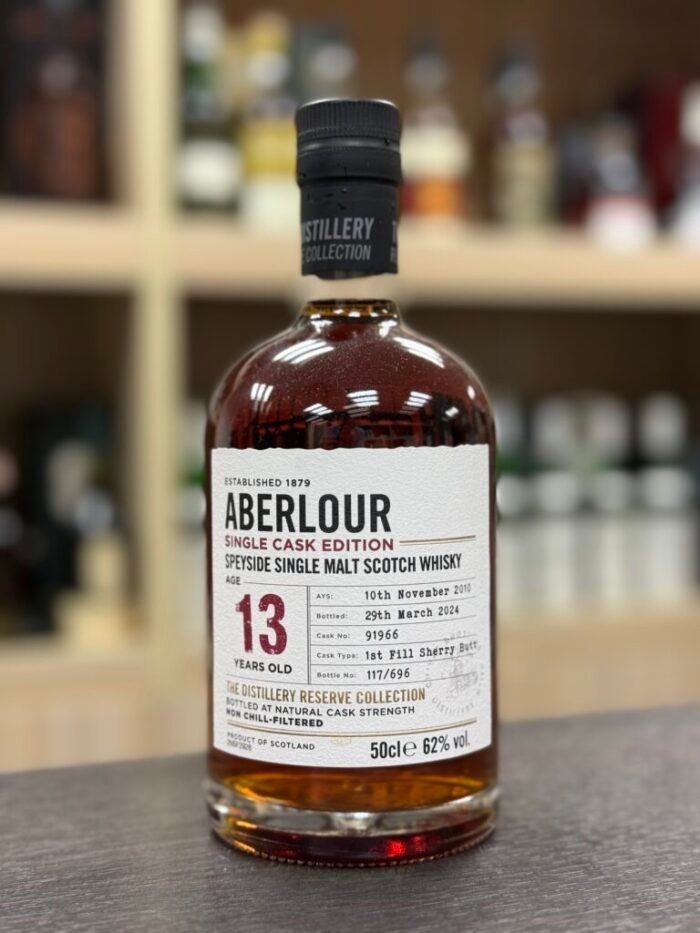 ISTILLERY
E COLLECTION
ESTABLISHED 1879
ABERLOUR
SINGLE CASK EDITION
SPEYSIDE SINGLE MALT SCOTCH WHISKY
AGE
13
YEARS OLD
AYS: 10th November 2010
Bottled: 29th March 2024
Cask No: 91966
Cask Type: 1st Fill Sherry Butt
Bottle No: 117/696
THE DISTILLERY RESERVE COLLECTION
BOTTLED AT NATURAL CASK STRENGTH
NON CHILL-FILTERED
PRODUCT OF SCOTLAND
50cl e 62% vol.